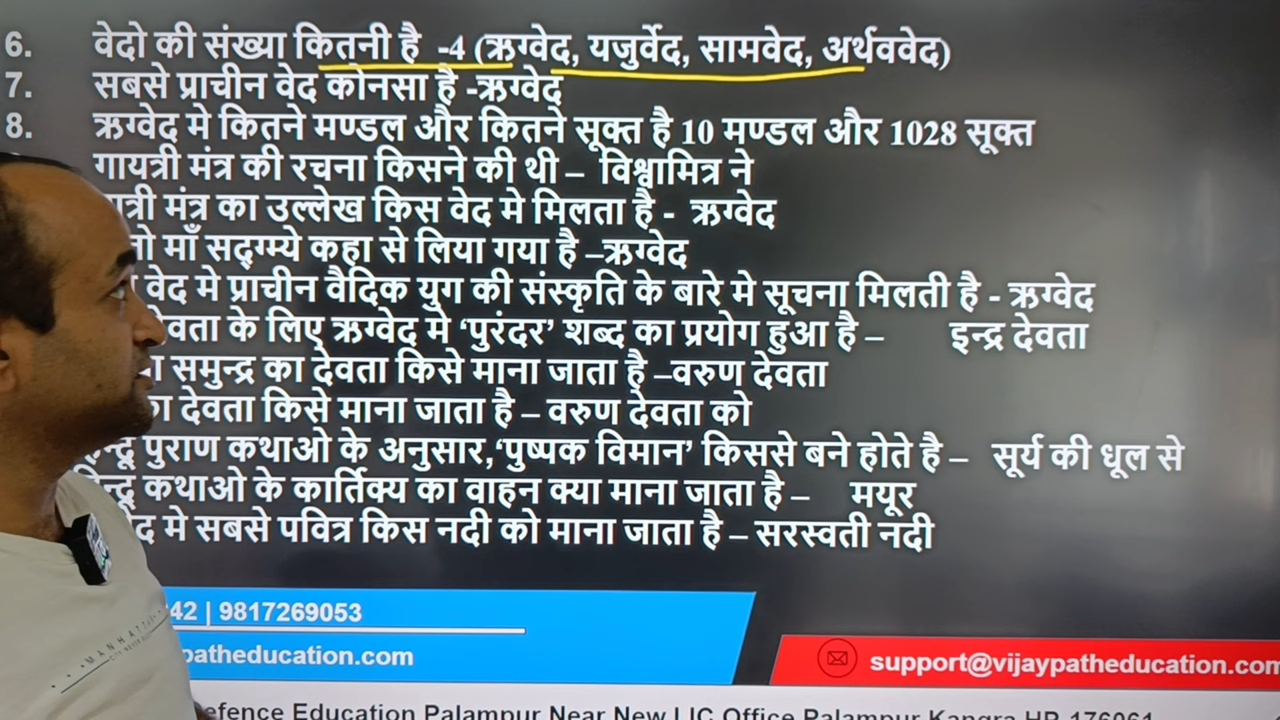 6. वेदो की संख्या कितनी है -4 (ऋग्वेद, यजुर्वेद, सामवेद, अर्थववेद)
7. सबसे प्राचीन वेद कोनसा है -ऋग्वेद
8. ऋग्वेद मे कितने मण्डल और कितने सूक्त है 10 मण्डल और 1028 सूक्त
गायत्री मंत्र की रचना किसने की थी – विश्वामित्र ने
मंत्र का उल्लेख किस वेद मे मिलता है - ऋग्वेद
माँ सद्ग्म्ये कहा से लिया गया है –ऋग्वेद
वेद मे प्राचीन वैदिक युग की संस्कृति के बारे मे सूचना मिलती है - ऋग्वेद
के लिए ऋग्वेद मे ‘पुरंदर’ शब्द का प्रयोग हुआ है – इन्द्र देवता
समुन्द्र का देवता किसे माना जाता है –वरुण देवता
देवता किसे माना जाता है – वरुण देवता को
पुराण कथाओ के अनुसार,‘पुष्पक विमान’ किससे बने होते है – सूर्य की धूल से
कथाओ के कार्तिक्य का वाहन क्या माना जाता है – मयूर
मे सबसे पवित्र किस नदी को माना जाता है – सरस्वती नदी
42 | 9817269053
patheducation.com
support@vijaypatheducation.com
efence Education Palampur Near New LIC Office Palampur Kangra HP-176061
MANHATTA